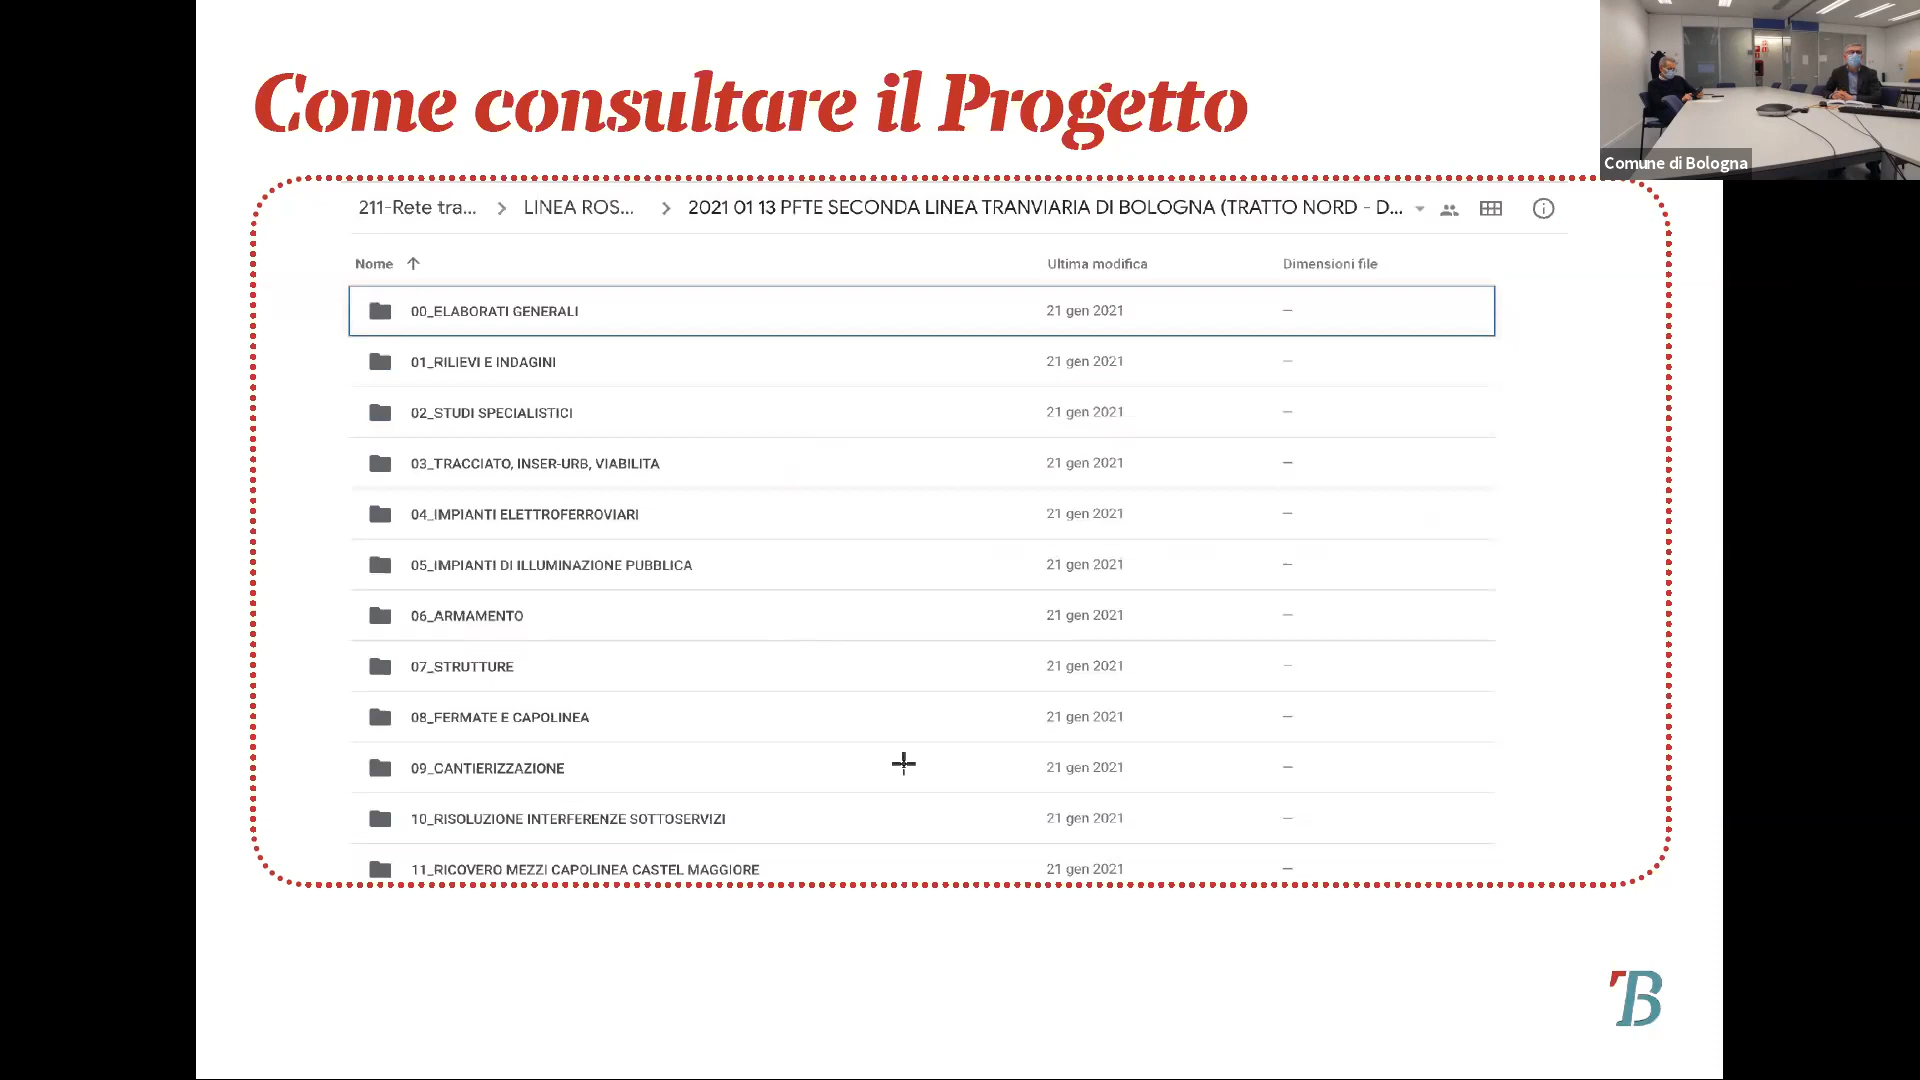 Come consultare il Progetto
Comune di Bologna
211-Rete tra... > LINEA ROS... > 2021 01 13 PFTE SECONDA LINEA TRANVIARIA DI BOLOGNA (TRATTO NORD - D...
Nome Ultima modifica Dimensioni file
00_ELABORATI GENERALI 21 gen 2021 —
01_RILIEVI E INDAGINI 21 gen 2021 —
02_STUDI SPECIALISTICI 21 gen 2021 —
03_TRACCIATO, INSER-URB, VIABILITA 21 gen 2021 —
04_IMPIANTI ELETTROFERROVIARI 21 gen 2021 —
05_IMPIANTI DI ILLUMINAZIONE PUBBLICA 21 gen 2021 —
06_ARMAMENTO 21 gen 2021 —
07_STRUTTURE 21 gen 2021 —
08_FERMATE E CAPOLINEA 21 gen 2021 —
09_CANTIERIZZAZIONE 21 gen 2021 —
10_RISOLUZIONE INTERFERENZE SOTTOSERVIZI 21 gen 2021 —
11_RICOVERO MEZZI CAPOLINEA CASTEL MAGGIORE 21 gen 2021 —
B